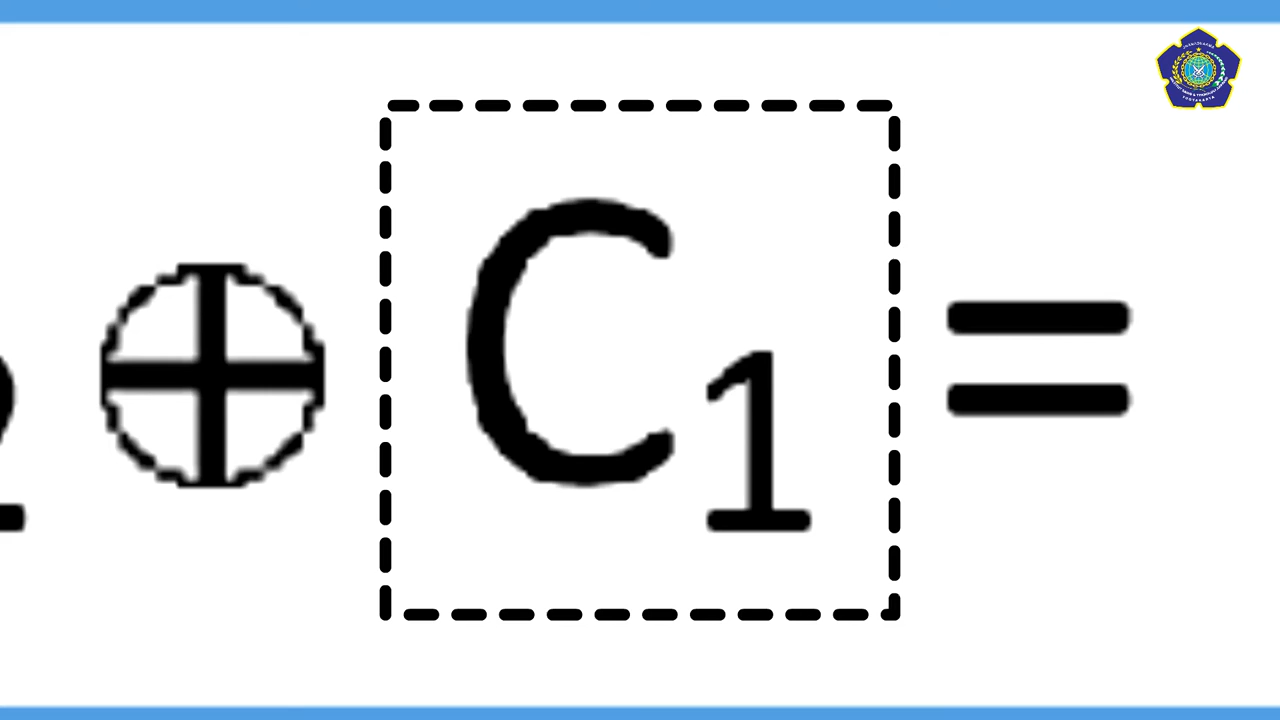 ⊕ C₁ =